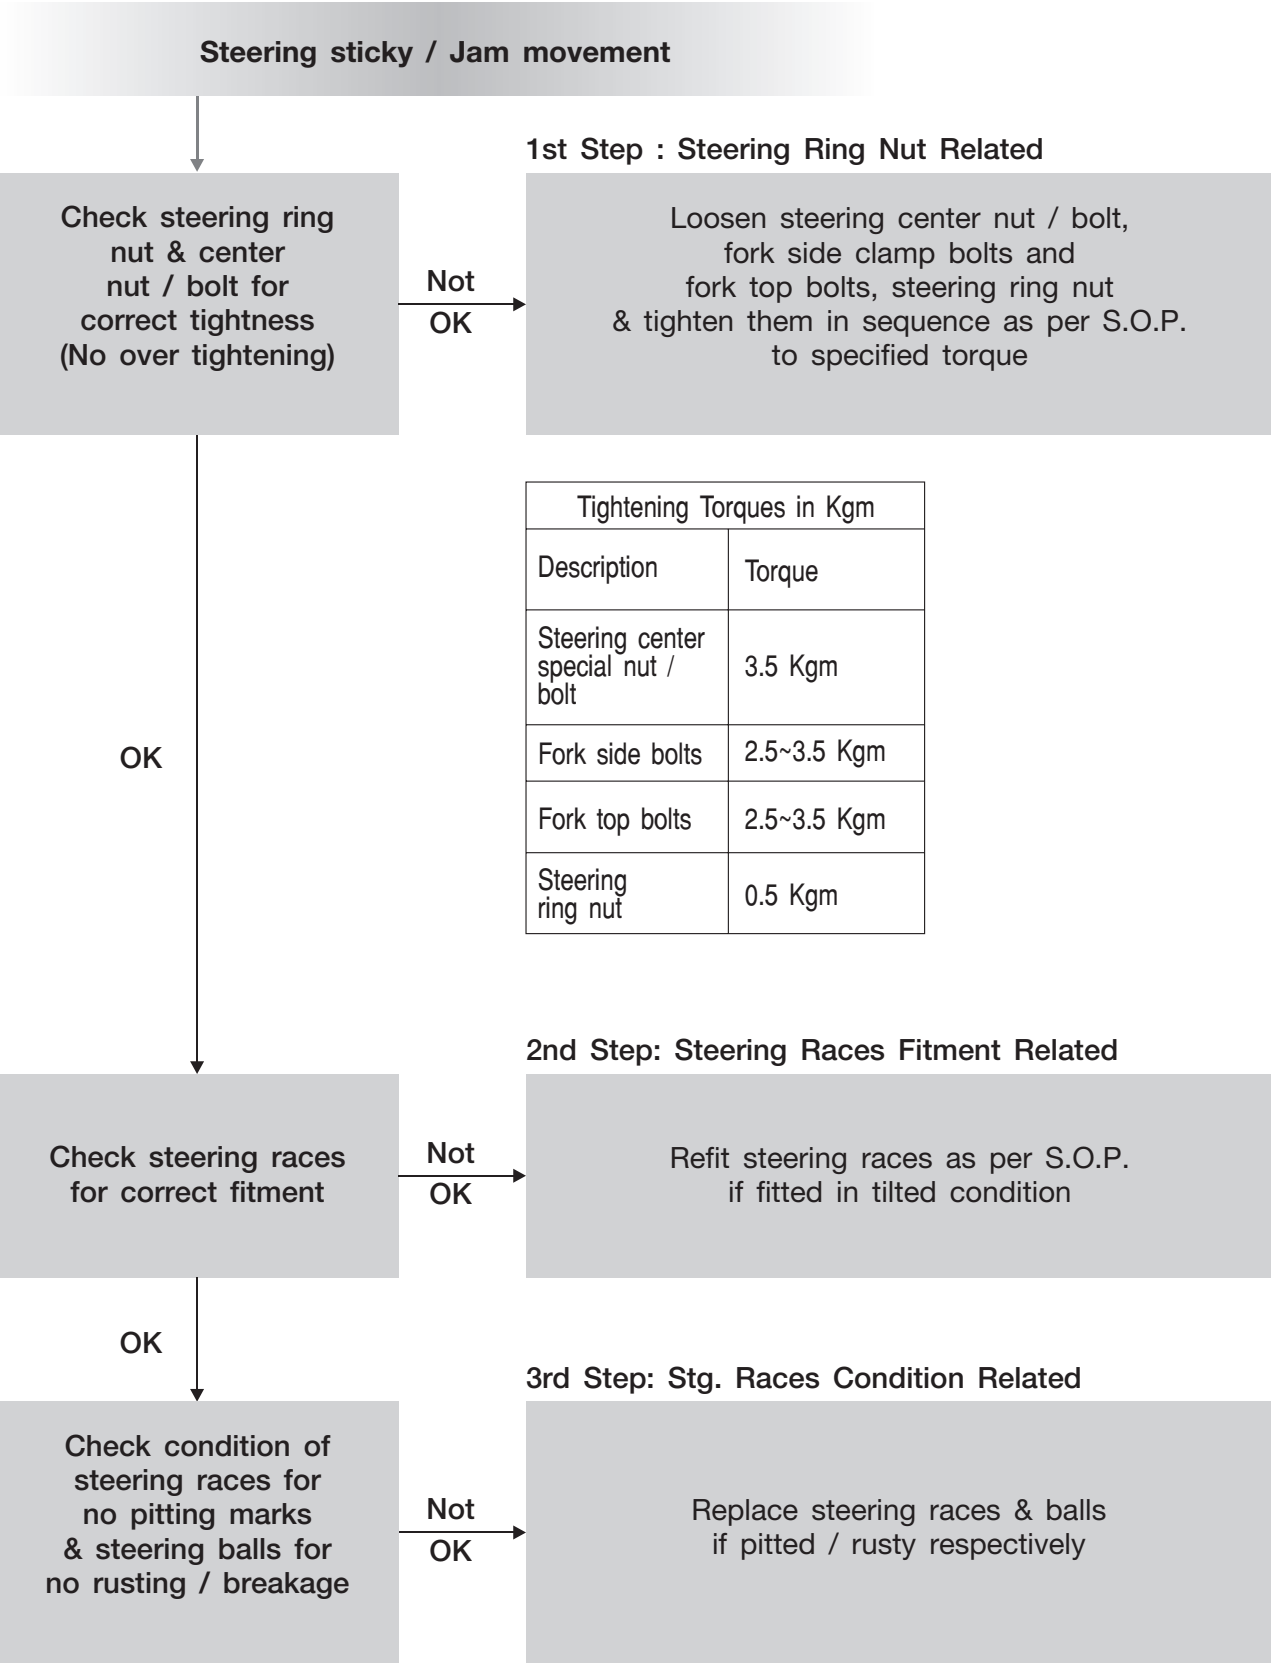 Steering sticky / Jam movement
1st Step : Steering Ring Nut Related
Check steering ring
nut & center
nut / bolt for
correct tightness
(No over tightening)
Not
OK
Loosen steering center nut / bolt,
fork side clamp bolts and
fork top bolts, steering ring nut
& tighten them in sequence as per S.O.P.
to specified torque
Tightening Torques in Kgm
Description
Torque
Steering center
special nut /
bolt
3.5 Kgm
Fork side bolts
2.5~3.5 Kgm
Fork top bolts
2.5~3.5 Kgm
Steering
ring nut
0.5 Kgm
OK
2nd Step: Steering Races Fitment Related
Check steering races
for correct fitment
Not
OK
Refit steering races as per S.O.P.
if fitted in tilted condition
OK
3rd Step: Stg. Races Condition Related
Check condition of
steering races for
no pitting marks
& steering balls for
no rusting / breakage
Not
OK
Replace steering races & balls
if pitted / rusty respectively